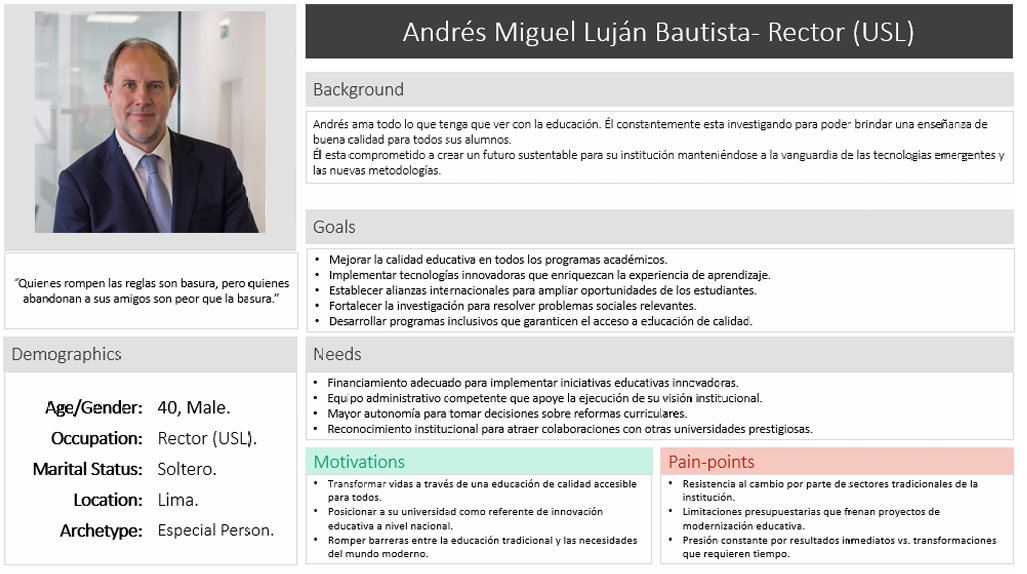 Andrés Miguel Luján Bautista- Rector (USL)
Background
Andrés ama todo lo que tenga que ver con la educación. Él constantemente esta investigando para poder brindar una enseñanza de
buena calidad para todos sus alumnos.
Él esta comprometido a crear un futuro sustentable para su institución manteniéndose a la vanguardia de las tecnologias emergentes y
las nuevas metodologías.
Goals
• Mejorar la calidad educativa en todos los programas académicos.
• Implementar tecnologías innovadoras que enriquezcan la experiencia de aprendizaje.
• Establecer alianzas internacionales para ampliar oportunidades de los estudiantes.
• Fortalecer la investigación para resolver problemas sociales relevantes.
• Desarrollar programas inclusivos que garanticen el acceso a educación de calidad.
“Quienes rompen las reglas son basura, pero quienes
abandonan a sus amigos son peor que la basura.”
Demographics
Age/Gender: 40, Male.
Occupation: Rector (USL).
Marital Status: Soltero.
Location: Lima.
Archetype: Especial Person.
Needs
• Financiamiento adecuado para implementar iniciativas educativas innovadoras.
• Equipo administrativo competente que apoye la ejecución de su visión institucional.
• Mayor autonomía para tomar decisiones sobre reformas curriculares.
• Reconocimiento institucional para atraer colaboraciones con otras universidades prestigiosas.
Motivations
• Transformar vidas a través de una educación de calidad accesible
para todos.
• Posicionar a su universidad como referente de innovación
educativa a nivel nacional.
• Romper barreras entre la educación tradicional y las necesidades
del mundo moderno.
Pain-points
• Resistencia al cambio por parte de sectores tradicionales de la
institución.
• Limitaciones presupuestarias que frenan proyectos de
modernización educativa.
• Presión constante por resultados inmediatos vs. transformaciones
que requieren tiempo.